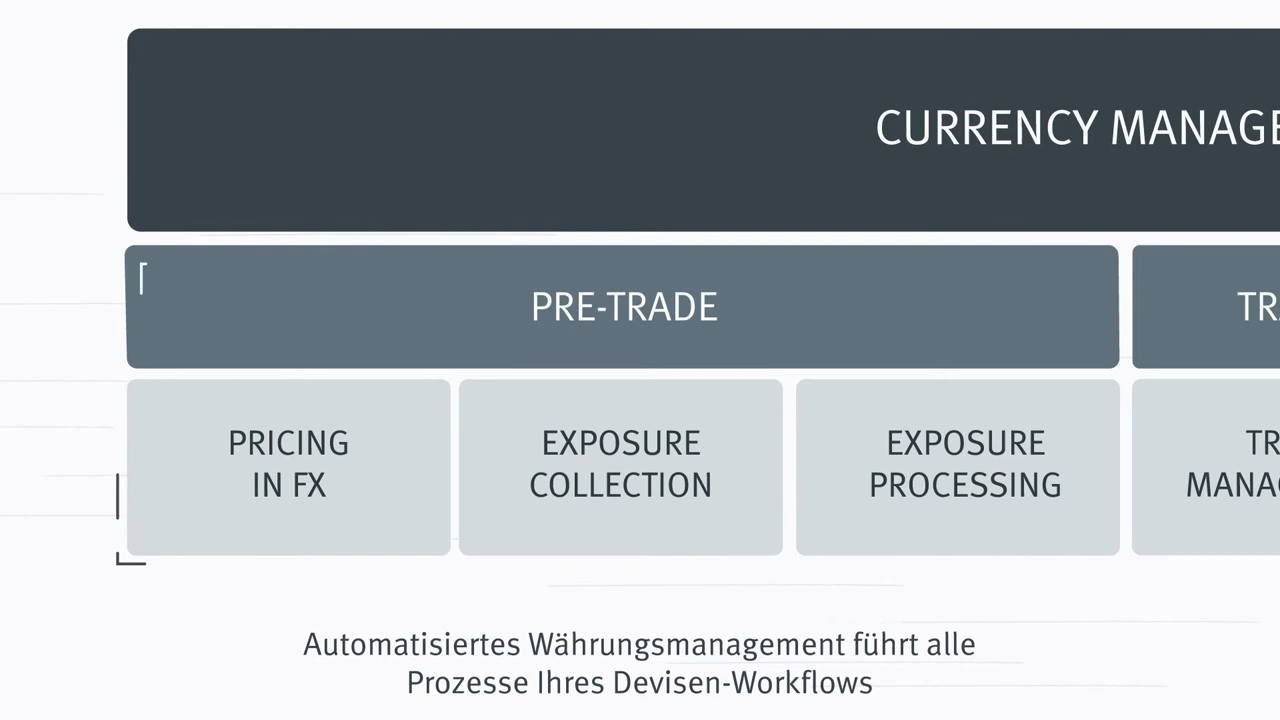 CURRENCY MANAGE
PRE-TRADE
TRA
PRICING
IN FX
EXPOSURE
COLLECTION
EXPOSURE
PROCESSING
TR
MANAG
Automatisiertes Währungsmanagement führt alle
Prozesse Ihres Devisen-Workflows